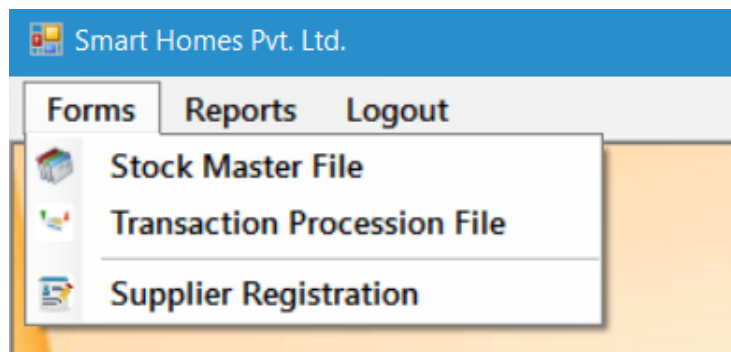 Smart Homes Pvt. Ltd.
Forms Reports Logout
Stock Master File
Transaction Procession File
Supplier Registration